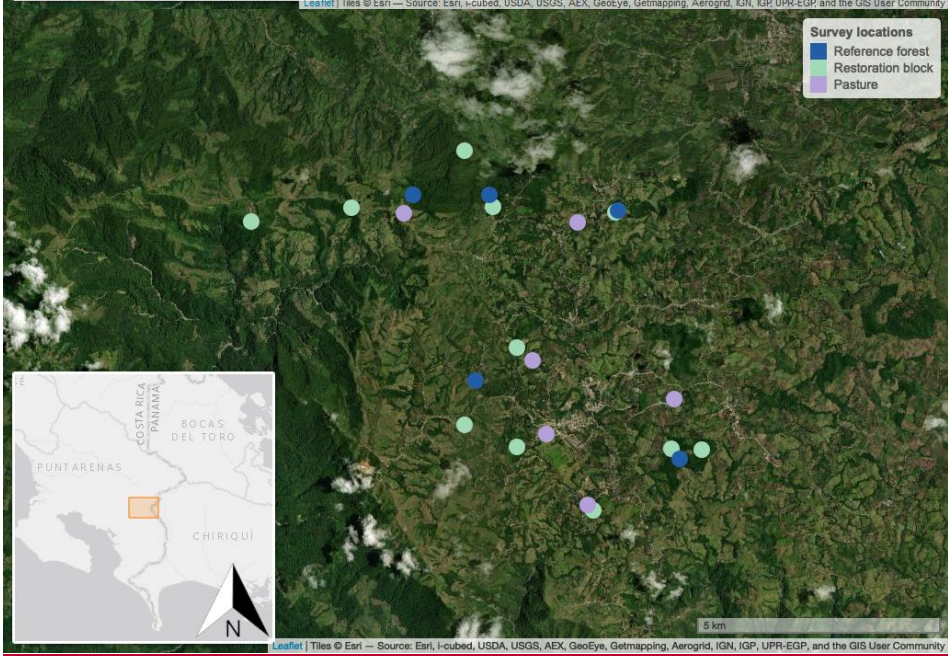 Leaflet | Tiles © Esri — Source: Esri, i-cubed, USDA, USGS, AEX, GeoEye, Getmapping, Aerogrid, IGN, IGP, UPR-EGP, and the GIS User Community
Survey locations
Reference forest
Restoration block
Pasture
COSTA RICA
PANAMA
BOCAS
DEL TORO
PUNTARENAS
CHIRIQUÍ
N
5 km
Leaflet | Tiles © Esri — Source: Esri, i-cubed, USDA, USGS, AEX, GeoEye, Getmapping, Aerogrid, IGN, IGP, UPR-EGP, and the GIS User Community